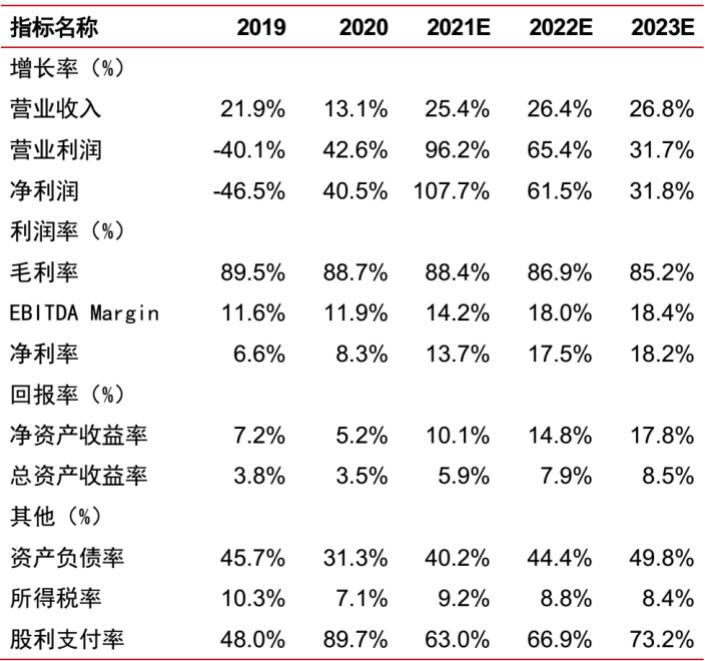 指标名称 2019 2020 2021E 2022E 2023E
增长率（%）
营业收入 21.9% 13.1% 25.4% 26.4% 26.8%
营业利润 -40.1% 42.6% 96.2% 65.4% 31.7%
净利润 -46.5% 40.5% 107.7% 61.5% 31.8%
利润率（%）
毛利率 89.5% 88.7% 88.4% 86.9% 85.2%
EBITDA Margin 11.6% 11.9% 14.2% 18.0% 18.4%
净利率 6.6% 8.3% 13.7% 17.5% 18.2%
回报率（%）
净资产收益率 7.2% 5.2% 10.1% 14.8% 17.8%
总资产收益率 3.8% 3.5% 5.9% 7.9% 8.5%
其他（%）
资产负债率 45.7% 31.3% 40.2% 44.4% 49.8%
所得税率 10.3% 7.1% 9.2% 8.8% 8.4%
股利支付率 48.0% 89.7% 63.0% 66.9% 73.2%